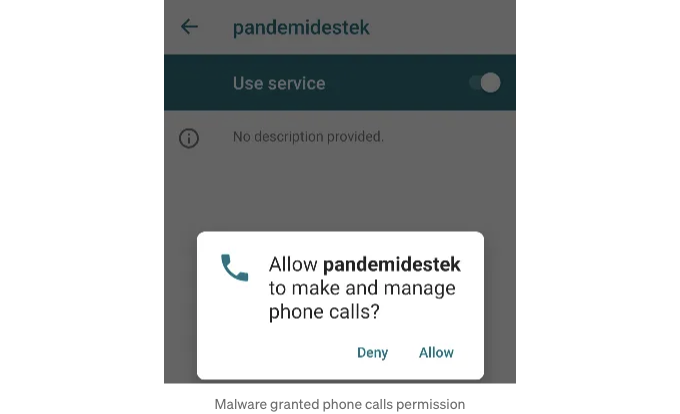 pandemidestek
Use service
No description provided.
Allow pandemidestek
to make and manage
phone calls?
Deny Allow
Malware granted phone calls permission